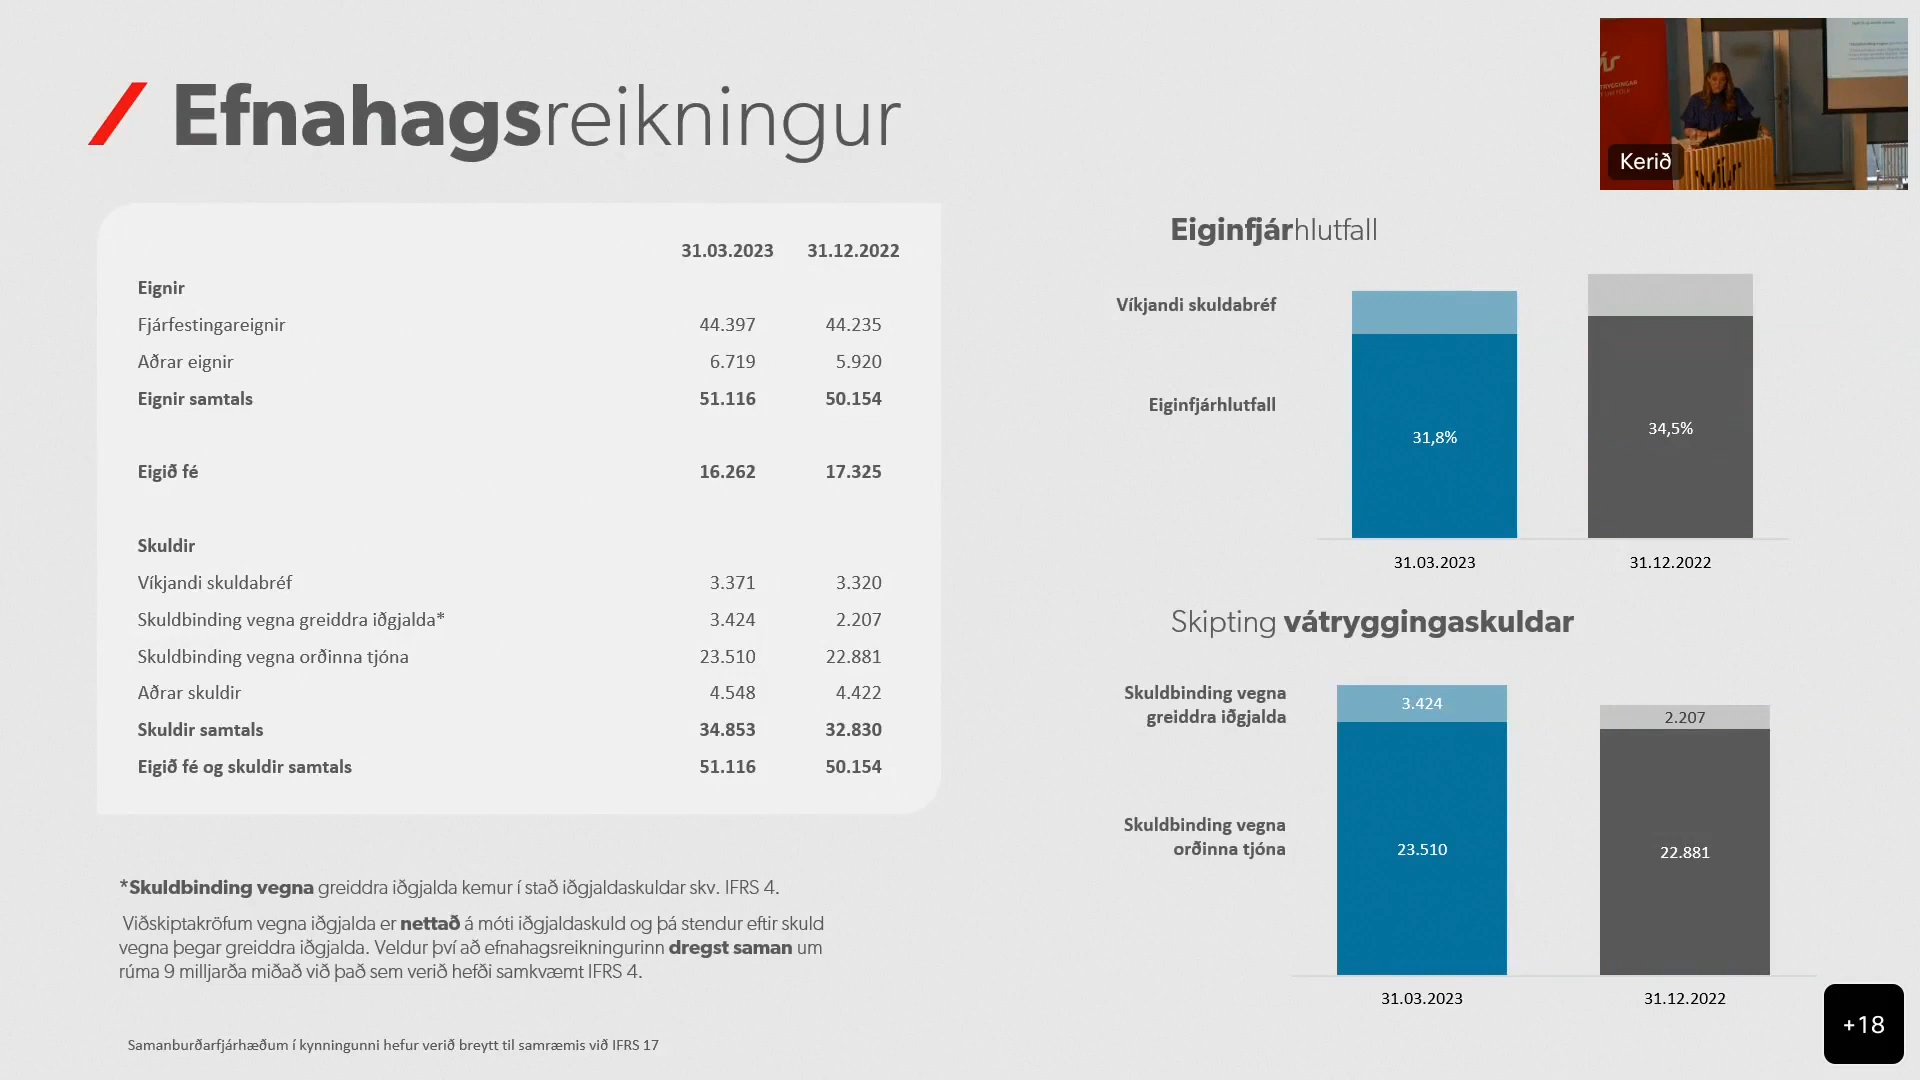 Efnahagsreikningur
Kerið
vís
TRYGGINGAR
31.03.2023 31.12.2022
Eignir
Fjárfestingareignir 44.397 44.235
Aðrar eignir 6.719 5.920
Eignir samtals 51.116 50.154
Eigið fé 16.262 17.325
Skuldir
Víkjandi skuldabréf 3.371 3.320
Skuldbinding vegna greiddra iðgjalda* 3.424 2.207
Skuldbinding vegna orðinna tjóna 23.510 22.881
Aðrar skuldir 4.548 4.422
Skuldir samtals 34.853 32.830
Eigið fé og skuldir samtals 51.116 50.154
*Skuldbinding vegna greiddra iðgjalda kemur í stað iðgjaldaskuldar skv. IFRS 4.
Viðskiptakröfum vegna iðgjalda er nettað á móti iðgjaldaskuld og þá stendur eftir skuld
vegna þegar greiddra iðgjalda. Veldur því að efnahagsreikningurinn dregst saman um
rúma 9 milljarða miðað við það sem verið hefði samkvæmt IFRS 4.
Samanburðarfjárhæðum í kynningunni hefur verið breytt til samræmis við IFRS 17
Eiginfjárhlutfall
Víkjandi skuldabréf
Eiginfjárhlutfall
31,8% 34,5%
31.03.2023 31.12.2022
Skipting vátryggingaskuldar
Skuldbinding vegna
greiddra iðgjalda
3.424 2.207
Skuldbinding vegna
orðinna tjóna
23.510 22.881
31.03.2023 31.12.2022
+18